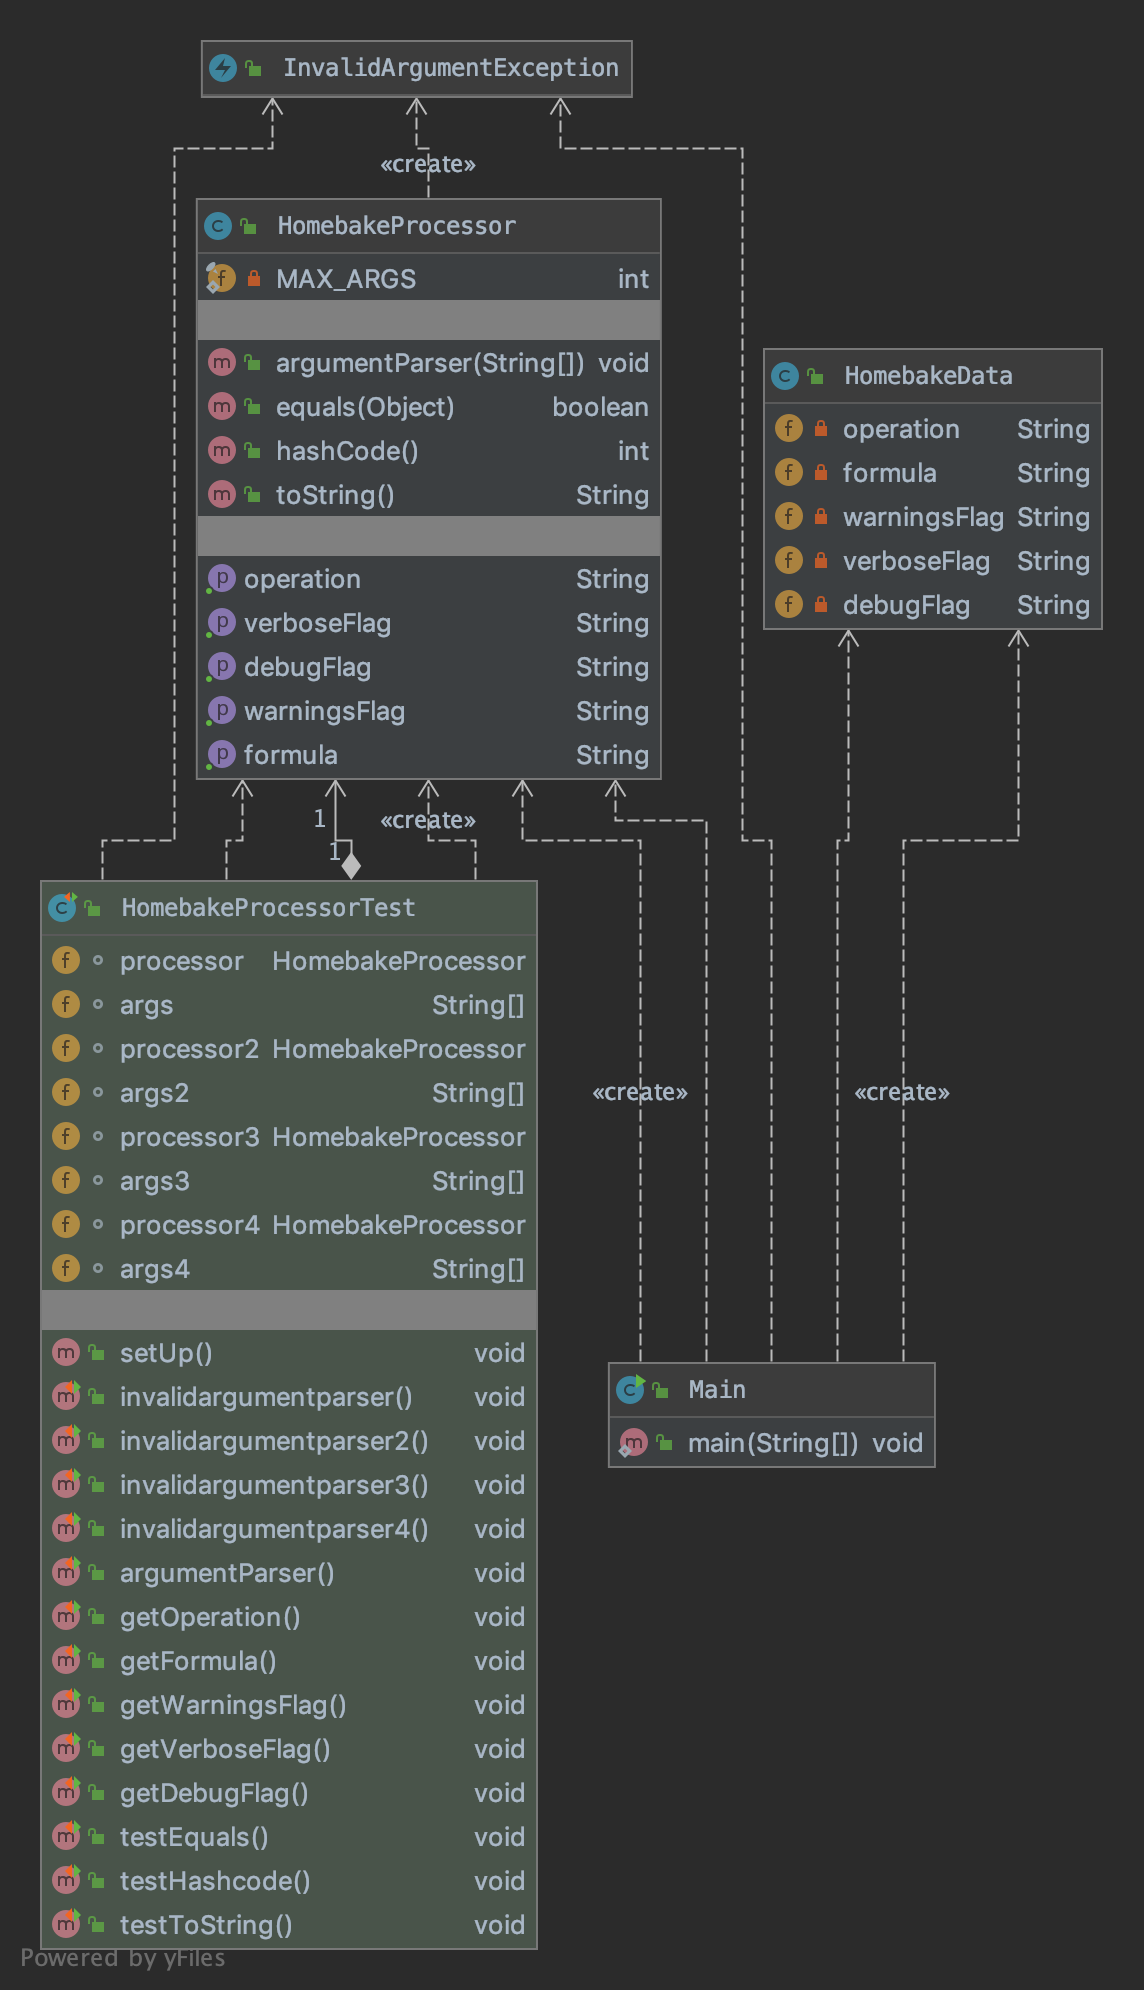 InvalidArgumentException
«create»
HomebakeProcessor
MAX_ARGS int
argumentParser(String[]) void
equals(Object) boolean
hashCode() int
toString() String
operation String
verboseFlag String
debugFlag String
warningsFlag String
formula String
HomebakeData
operation String
formula String
warningsFlag String
verboseFlag String
debugFlag String
1
«create»
1
HomebakeProcessorTest
processor HomebakeProcessor
args String[]
processor2 HomebakeProcessor
args2 String[]
processor3 HomebakeProcessor
args3 String[]
processor4 HomebakeProcessor
args4 String[]
setUp() void
invalidargumentparser() void
invalidargumentparser2() void
invalidargumentparser3() void
invalidargumentparser4() void
argumentParser() void
getOperation() void
getFormula() void
getWarningsFlag() void
getVerboseFlag() void
getDebugFlag() void
testEquals() void
testHashcode() void
testToString() void
«create» «create»
Main
main(String[]) void
Powered by yFiles